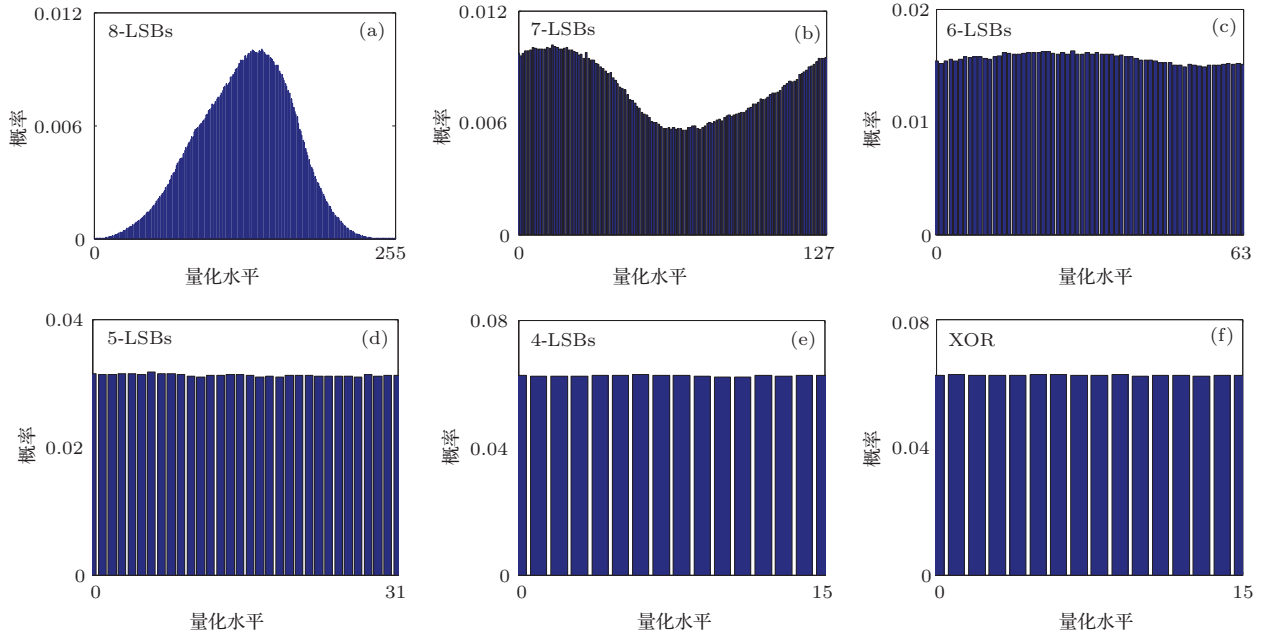 0.012
8-LSBs
(a)
0.006
0
概率
0
255
量化水平
0.012
7-LSBs
(b)
0.006
0
概率
0
127
量化水平
0.02
6-LSBs
(c)
0.01
0
概率
0
63
量化水平
0.04
5-LSBs
(d)
0.02
0
概率
0
31
量化水平
0.08
4-LSBs
(e)
0.04
0
概率
0
15
量化水平
0.08
XOR
(f)
0.04
0
概率
0
15
量化水平